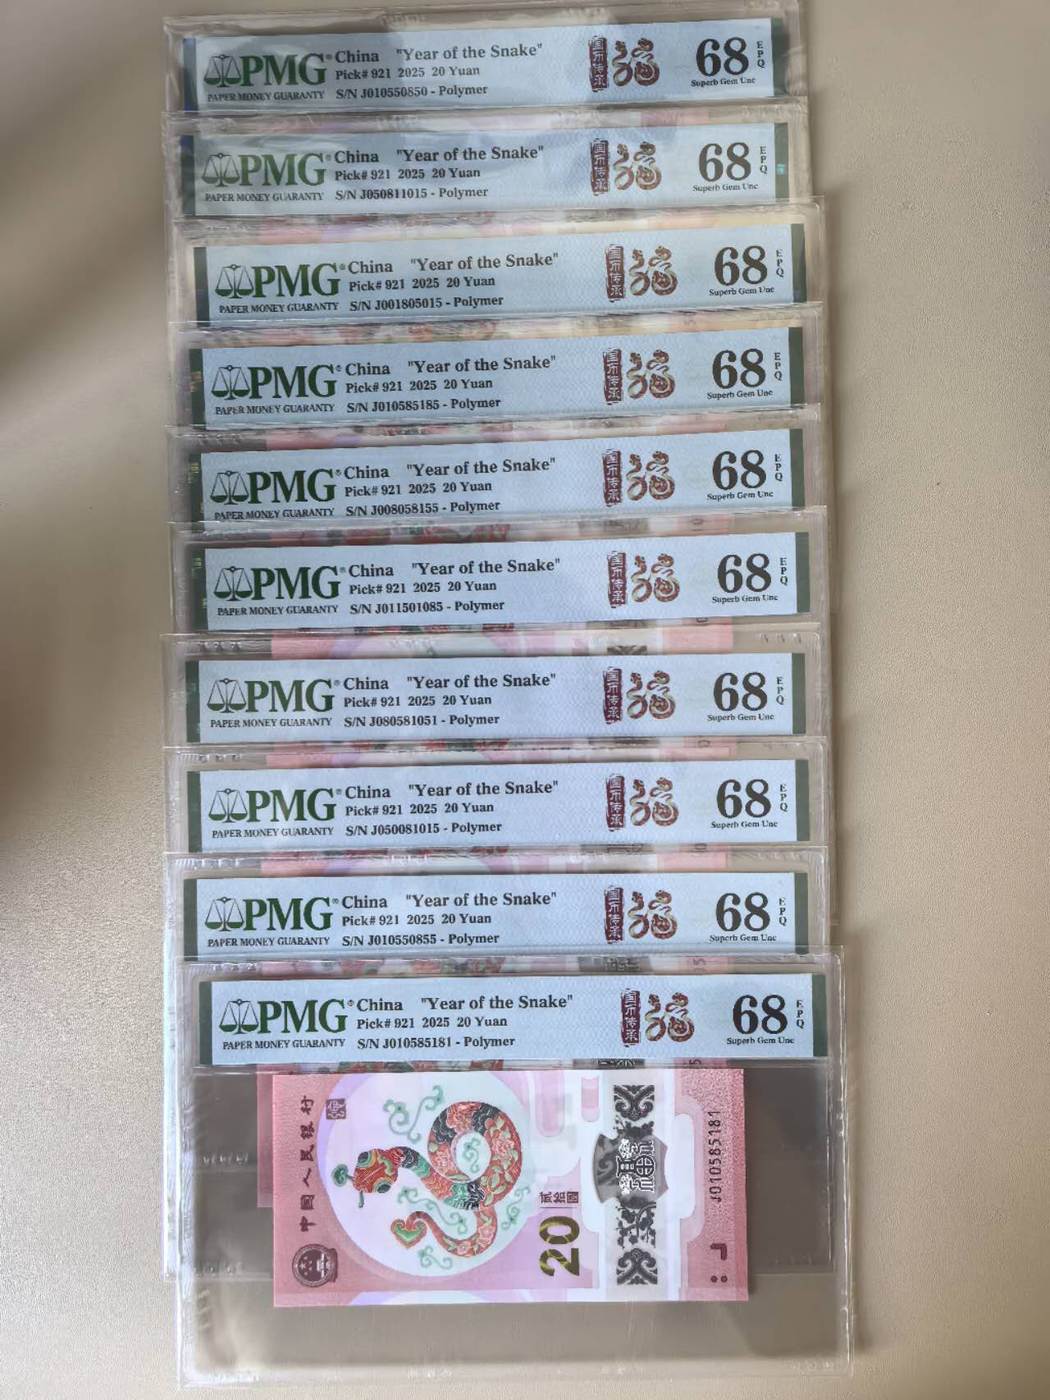 PMG® China "Year of the Snake" 68 EPQ
Pick# 921 2025 20 Yuan
PAPER MONEY GUARANTY S/N J010550850 - Polymer Superb Gem Unc
国币传承 福
PMG® China "Year of the Snake" 68 EPQ
Pick# 921 2025 20 Yuan
PAPER MONEY GUARANTY S/N J050811015 - Polymer Superb Gem Unc
国币传承 福
PMG® China "Year of the Snake" 68 EPQ
Pick# 921 2025 20 Yuan
PAPER MONEY GUARANTY S/N J001805015 - Polymer Superb Gem Unc
国币传承 福
PMG® China "Year of the Snake" 68 EPQ
Pick# 921 2025 20 Yuan
PAPER MONEY GUARANTY S/N J010585185 - Polymer Superb Gem Unc
国币传承 福
PMG® China "Year of the Snake" 68 EPQ
Pick# 921 2025 20 Yuan
PAPER MONEY GUARANTY S/N J008058155 - Polymer Superb Gem Unc
国币传承 福
PMG® China "Year of the Snake" 68 EPQ
Pick# 921 2025 20 Yuan
PAPER MONEY GUARANTY S/N J011501085 - Polymer Superb Gem Unc
国币传承 福
PMG® China "Year of the Snake" 68 EPQ
Pick# 921 2025 20 Yuan
PAPER MONEY GUARANTY S/N J080581051 - Polymer Superb Gem Unc
国币传承 福
PMG® China "Year of the Snake" 68 EPQ
Pick# 921 2025 20 Yuan
PAPER MONEY GUARANTY S/N J050081015 - Polymer Superb Gem Unc
国币传承 福
PMG® China "Year of the Snake" 68 EPQ
Pick# 921 2025 20 Yuan
PAPER MONEY GUARANTY S/N J010550855 - Polymer Superb Gem Unc
国币传承 福
PMG® China "Year of the Snake" 68 EPQ
Pick# 921 2025 20 Yuan
PAPER MONEY GUARANTY S/N J010585181 - Polymer Superb Gem Unc
国币传承 福
中国人民银行
贰拾圆
20
J010585181